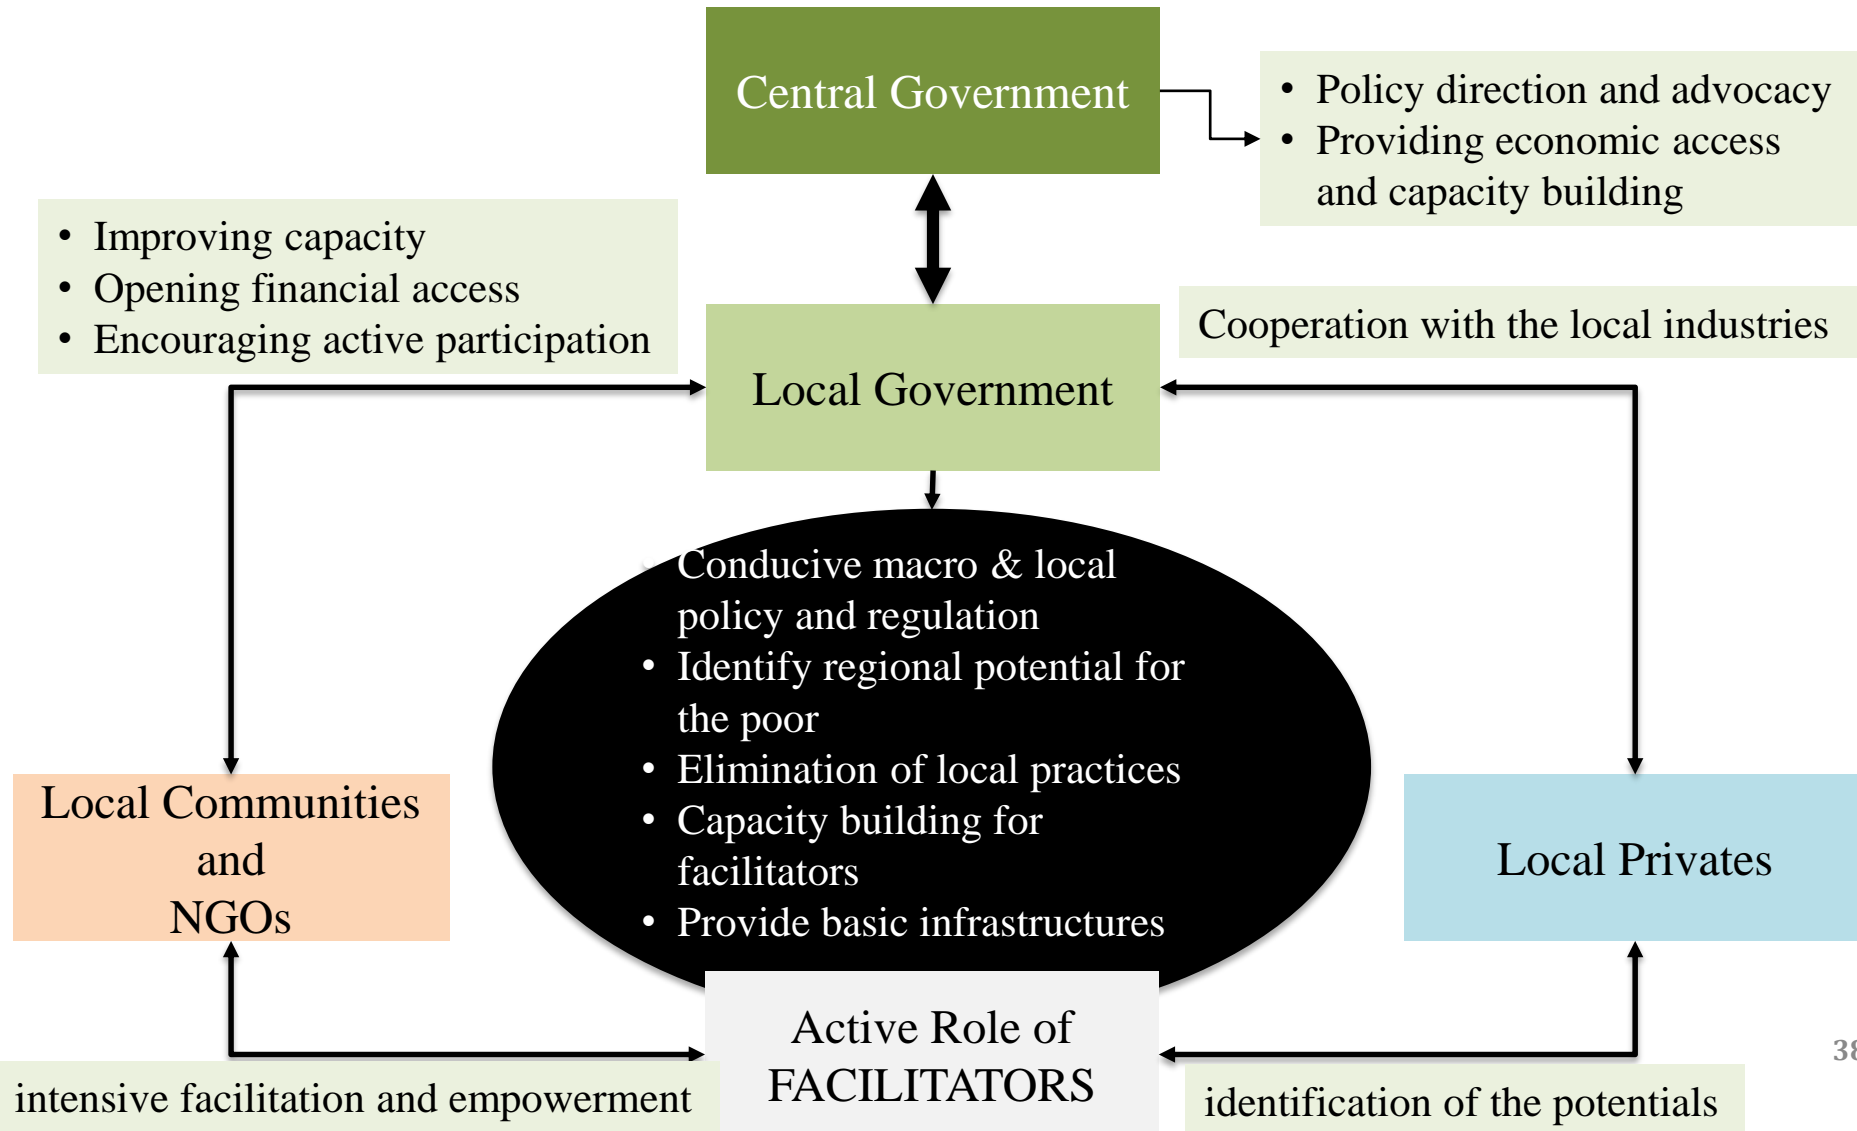 Central Government
• Policy direction and advocacy
• Providing economic access
and capacity building
• Improving capacity
• Opening financial access
• Encouraging active participation
Cooperation with the local industries
Local Government
Conducive macro & local
policy and regulation
• Identify regional potential for
the poor
• Elimination of local practices
• Capacity building for
facilitators
• Provide basic infrastructures
Local Communities
and
NGOs
Local Privates
Active Role of
FACILITATORS
intensive facilitation and empowerment
identification of the potentials
38